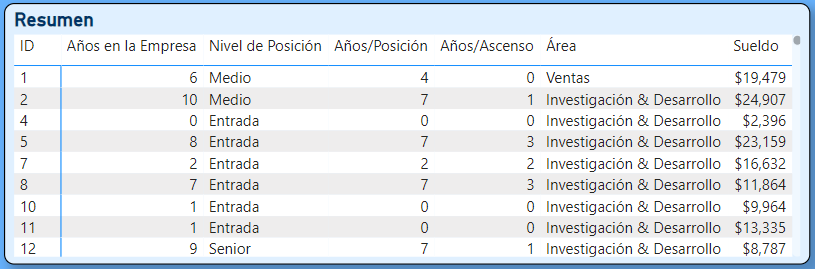 Resumen
ID Años en la Empresa Nivel de Posición Años/Posición Años/Ascenso Área Sueldo
1 6 Medio 4 0 Ventas $19,479
2 10 Medio 7 1 Investigación & Desarrollo $24,907
4 0 Entrada 0 0 Investigación & Desarrollo $2,396
5 8 Entrada 7 3 Investigación & Desarrollo $23,159
7 2 Entrada 2 2 Investigación & Desarrollo $16,632
8 7 Entrada 7 3 Investigación & Desarrollo $11,864
10 1 Entrada 0 0 Investigación & Desarrollo $9,964
11 1 Entrada 0 0 Investigación & Desarrollo $13,335
12 9 Senior 7 1 Investigación & Desarrollo $8,787